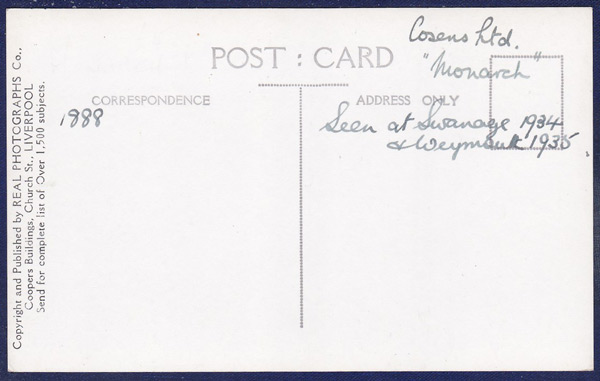 Cosens Ltd.
"Monarch"
POST : CARD
CORRESPONDENCE
ADDRESS ONLY
1888
Seen at Swanage 1934
& Weymouth 1935
Copyright and Published by REAL PHOTOGRAPHS Co.,
Coopers Buildings, Church St., LIVERPOOL
Send for complete list of Over 1,500 subjects.